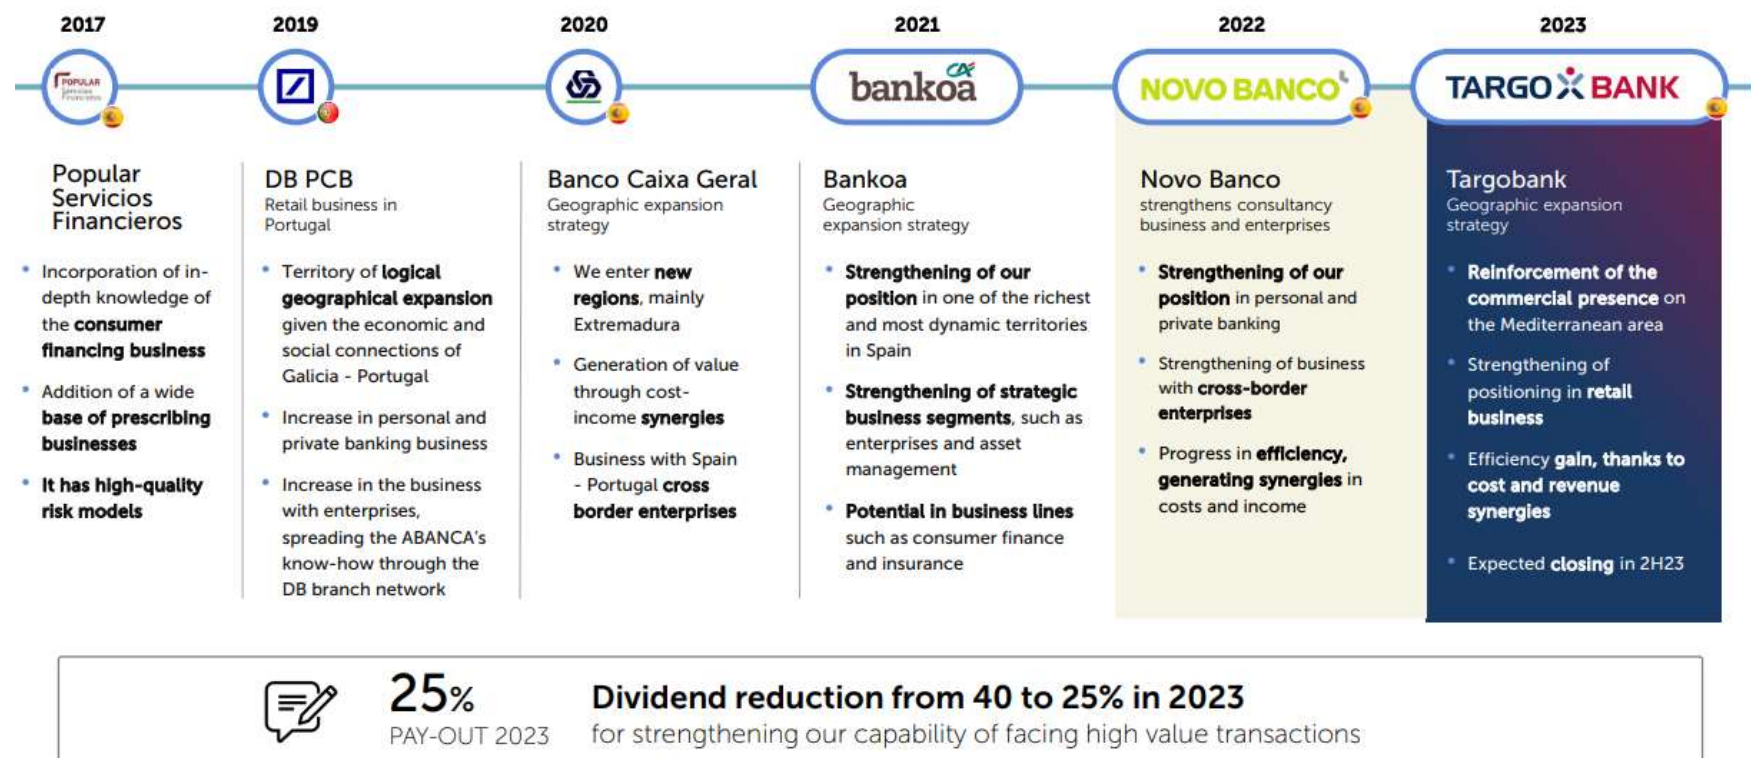 2017
2019
2020
2021
2022
2023
POPULAR
Servicios
Financieros
CA
bankoa
NOVO BANCO
TARGO BANK
Popular
Servicios
Financieros
Incorporation of in-
depth knowledge of
the consumer
financing business
Addition of a wide
base of prescribing
businesses
It has high-quality
risk models
DB PCB
Retail business in
Portugal
Territory of logical
geographical expansion
given the economic and
social connections of
Galicia - Portugal
Increase in personal and
private banking business
Increase in the business
with enterprises,
spreading the ABANCA's
know-how through the
DB branch network
Banco Caixa Geral
Geographic expansion
strategy
We enter new
regions, mainly
Extremadura
Generation of value
through cost-
income synergies
Business with Spain
- Portugal cross
border enterprises
Bankoa
Geographic
expansion strategy
Strengthening of our
position in one of the richest
and most dynamic territories
in Spain
Strengthening of strategic
business segments, such as
enterprises and asset
management
Potential in business lines
such as consumer finance
and insurance
Novo Banco
strengthens consultancy
business and enterprises
Strengthening of our
position in personal and
private banking
Strengthening of business
with cross-border
enterprises
Progress in efficiency,
generating synergies in
costs and income
Targobank
Geographic expansion
strategy
Reinforcement of the
commercial presence on
the Mediterranean area
Strengthening of
positioning in retail
business
Efficiency gain, thanks to
cost and revenue
synergies
Expected closing in 2H23
25%
PAY-OUT 2023
Dividend reduction from 40 to 25% in 2023
for strengthening our capability of facing high value transactions